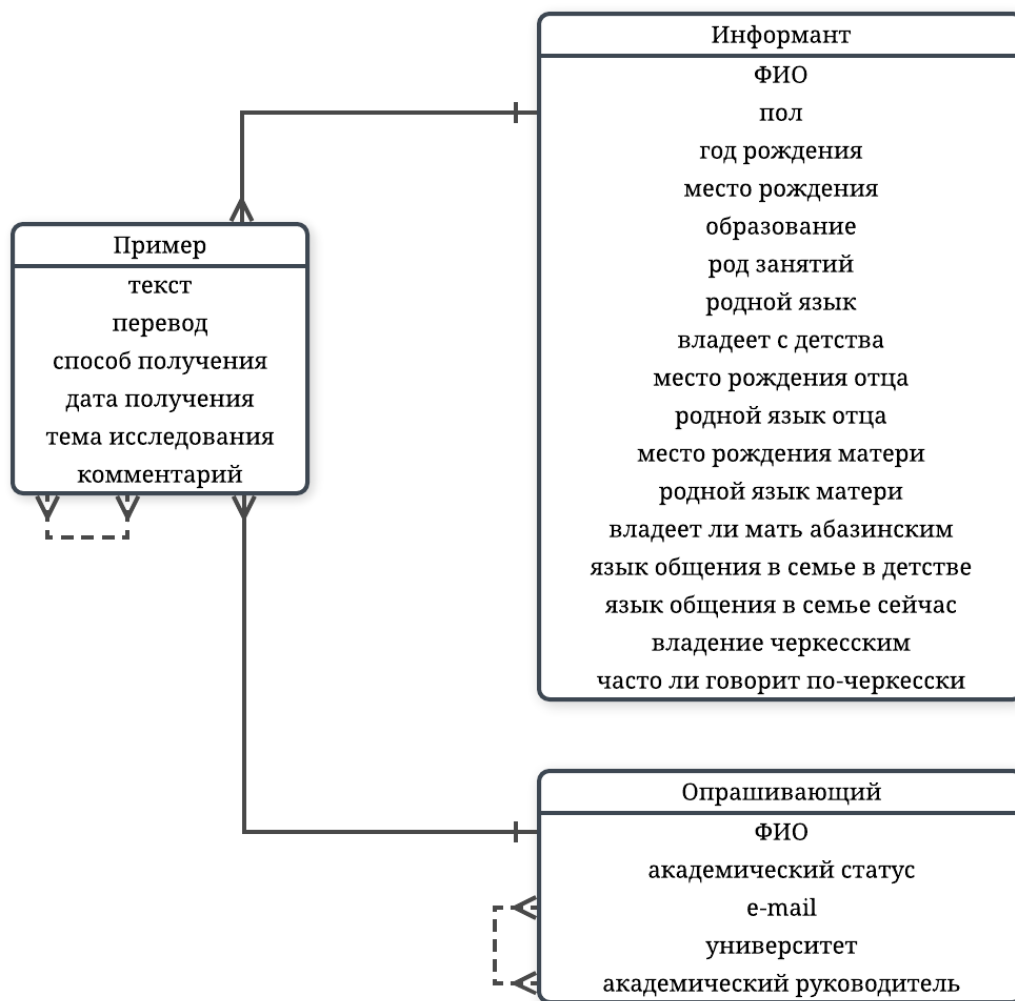 Информант
ФИО
пол
год рождения
место рождения
образование
род занятий
родной язык
владеет с детства
место рождения отца
родной язык отца
место рождения матери
родной язык матери
владеет ли мать абазинским
язык общения в семье в детстве
язык общения в семье сейчас
владение черкесским
часто ли говорит по-черкесски
Пример
текст
перевод
способ получения
дата получения
тема исследования
комментарий
Опрашивающий
ФИО
академический статус
e-mail
университет
академический руководитель